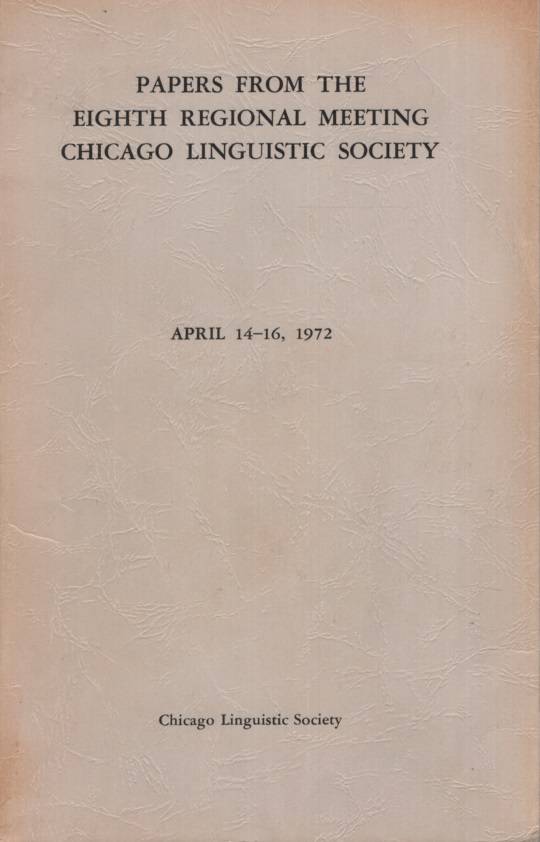 PAPERS FROM THE
EIGHTH REGIONAL MEETING
CHICAGO LINGUISTIC SOCIETY
APRIL 14–16, 1972
Chicago Linguistic Society